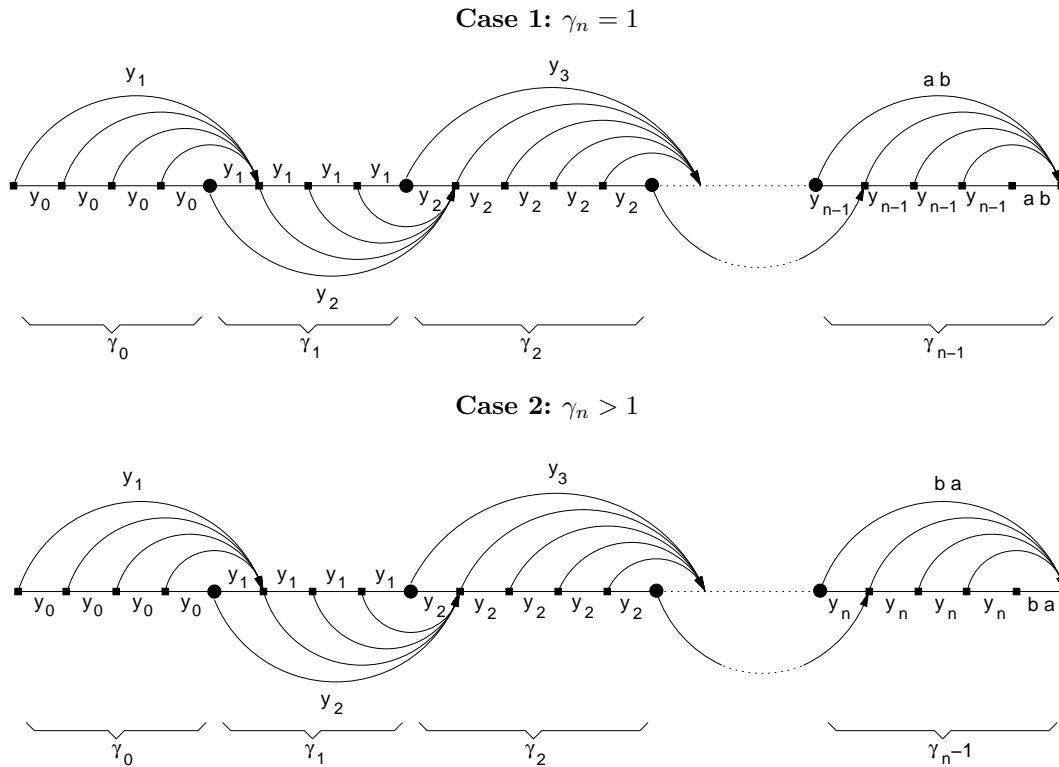 Case 1: γₙ = 1
y₁ y₃ a b
y₁ y₁ y₁ y₁
y₀ y₀ y₀ y₀ y₂ y₂ y₂ y₂ y₂ yₙ₋₁ yₙ₋₁ yₙ₋₁ yₙ₋₁ a b
y₂
γ₀ γ₁ γ₂ γₙ₋₁
Case 2: γₙ > 1
y₁ y₃ b a
y₁ y₁ y₁ y₁
y₀ y₀ y₀ y₀ y₂ y₂ y₂ y₂ y₂ yₙ yₙ yₙ yₙ b a
y₂
γ₀ γ₁ γ₂ γₙ−1